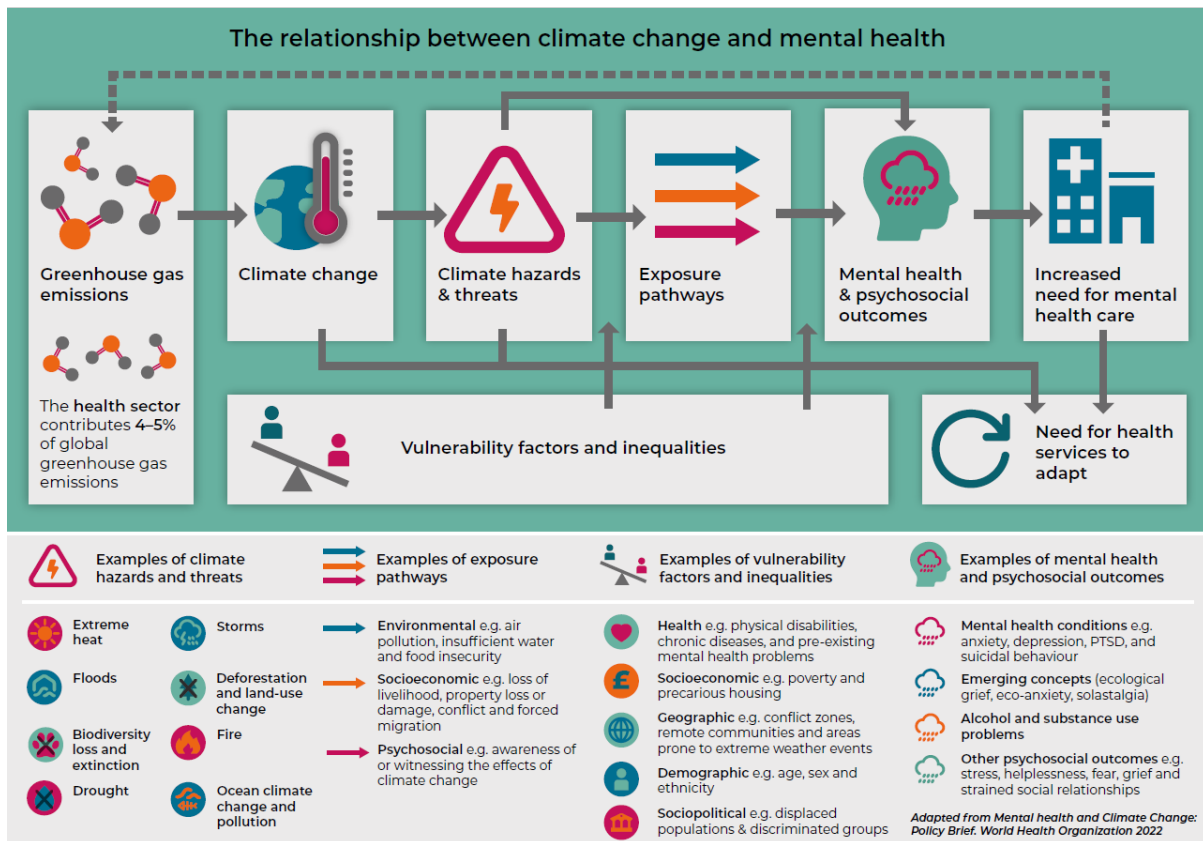 The relationship between climate change and mental health
Greenhouse gas
emissions
The health sector
contributes 4–5%
of global
greenhouse gas
emissions
Climate change
Climate hazards
& threats
Exposure
pathways
Mental health
& psychosocial
outcomes
Increased
need for mental
health care
Vulnerability factors and inequalities
Need for health
services to
adapt
Examples of climate
hazards and threats
Extreme
heat
Floods
Biodiversity
loss and
extinction
Drought
Storms
Deforestation
and land-use
change
Fire
Ocean climate
change and
pollution
Examples of exposure
pathways
Environmental e.g. air
pollution, insufficient water
and food insecurity
Socioeconomic e.g. loss of
livelihood, property loss or
damage, conflict and forced
migration
Psychosocial e.g. awareness of
or witnessing the effects of
climate change
Examples of vulnerability
factors and inequalities
Health e.g. physical disabilities,
chronic diseases, and pre-existing
mental health problems
£
Socioeconomic e.g. poverty and
precarious housing
Geographic e.g. conflict zones,
remote communities and areas
prone to extreme weather events
Demographic e.g. age, sex and
ethnicity
Sociopolitical e.g. displaced
populations & discriminated groups
Examples of mental health
and psychosocial outcomes
Mental health conditions e.g.
anxiety, depression, PTSD, and
suicidal behaviour
Emerging concepts (ecological
grief, eco-anxiety, solastalgia)
Alcohol and substance use
problems
Other psychosocial outcomes e.g.
stress, helplessness, fear, grief and
strained social relationships
Adapted from Mental health and Climate Change:
Policy Brief. World Health Organization 2022